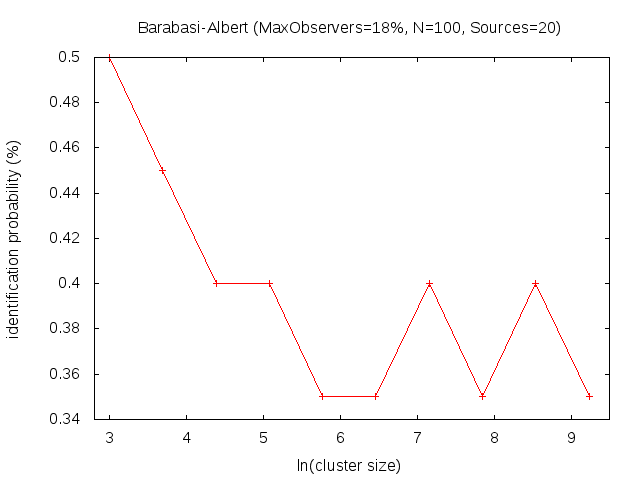 Barabasi-Albert (MaxObservers=18%, N=100, Sources=20)
identification probability (%)
0.5
0.48
0.46
0.44
0.42
0.4
0.38
0.36
0.34
3 4 5 6 7 8 9
ln(cluster size)